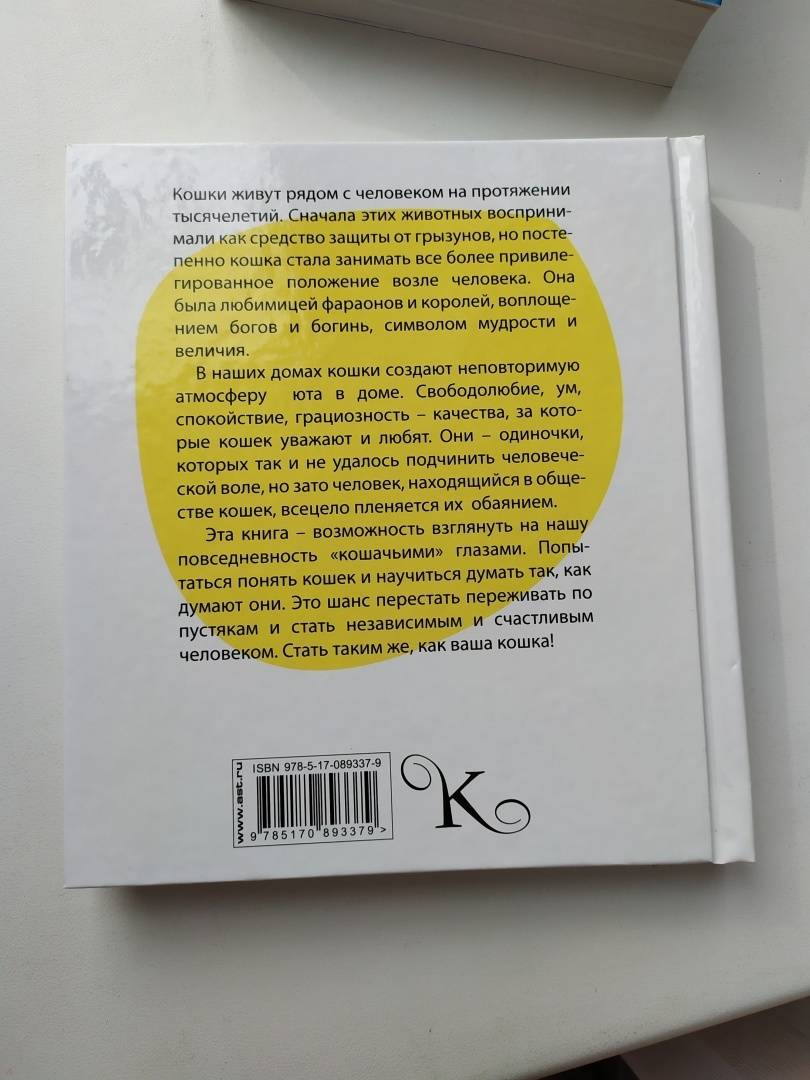 Кошки живут рядом с человеком на протяжении
тысячелетий. Сначала этих животных восприни-
мали как средство защиты от грызунов, но посте-
пенно кошка стала занимать все более привиле-
гированное положение возле человека. Она
была любимицей фараонов и королей, воплоще-
нием богов и богинь, символом мудрости и
величия.
В наших домах кошки создают неповторимую
атмосферу юта в доме. Свободолюбие, ум,
спокойствие, грациозность – качества, за кото-
рые кошек уважают и любят. Они – одиночки,
которых так и не удалось подчинить человече-
ской воле, но зато человек, находящийся в обще-
стве кошек, всецело пленяется их обаянием.
Эта книга – возможность взглянуть на нашу
повседневность «кошачьими» глазами. Попы-
таться понять кошек и научиться думать так, как
думают они. Это шанс перестать переживать по
пустякам и стать независимым и счастливым
человеком. Стать таким же, как ваша кошка!
www.ast.ru
ISBN 978-5-17-089337-9
9 785170 893379 >
К